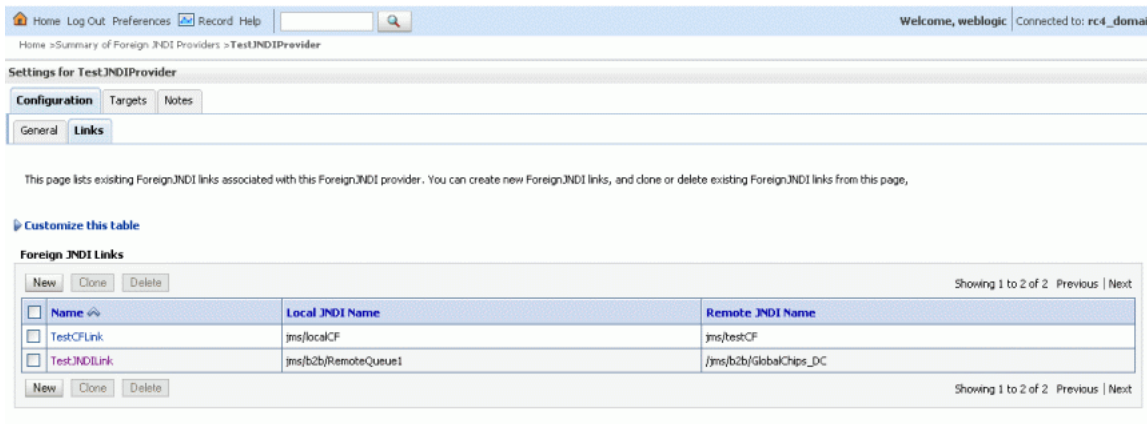 Home Log Out Preferences Record Help Welcome, weblogic Connected to: rc4_domai
Home >Summary of Foreign JNDI Providers >TestJNDIProvider
Settings for TestJNDIProvider
Configuration Targets Notes
General Links
This page lists exisiting ForeignJNDI links associated with this ForeignJNDI provider. You can create new ForeignJNDI links, and clone or delete existing ForeignJNDI links from this page,
Customize this table
Foreign JNDI Links
New Clone Delete Showing 1 to 2 of 2 Previous | Next
Name Local JNDI Name Remote JNDI Name
TestCFLink jms/localCF jms/testCF
TestJNDILink jms/b2b/RemoteQueue1 /jms/b2b/GlobalChips_DC
New Clone Delete Showing 1 to 2 of 2 Previous | Next